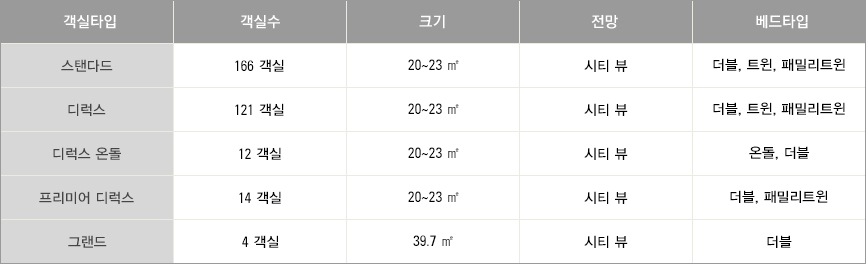 객실타입 객실수 크기 전망 베드타입
스탠다드 166 객실 20~23 ㎡ 시티 뷰 더블, 트윈, 패밀리트윈
디럭스 121 객실 20~23 ㎡ 시티 뷰 더블, 트윈, 패밀리트윈
디럭스 온돌 12 객실 20~23 ㎡ 시티 뷰 온돌, 더블
프리미어 디럭스 14 객실 20~23 ㎡ 시티 뷰 더블, 패밀리트윈
그랜드 4 객실 39.7 ㎡ 시티 뷰 더블